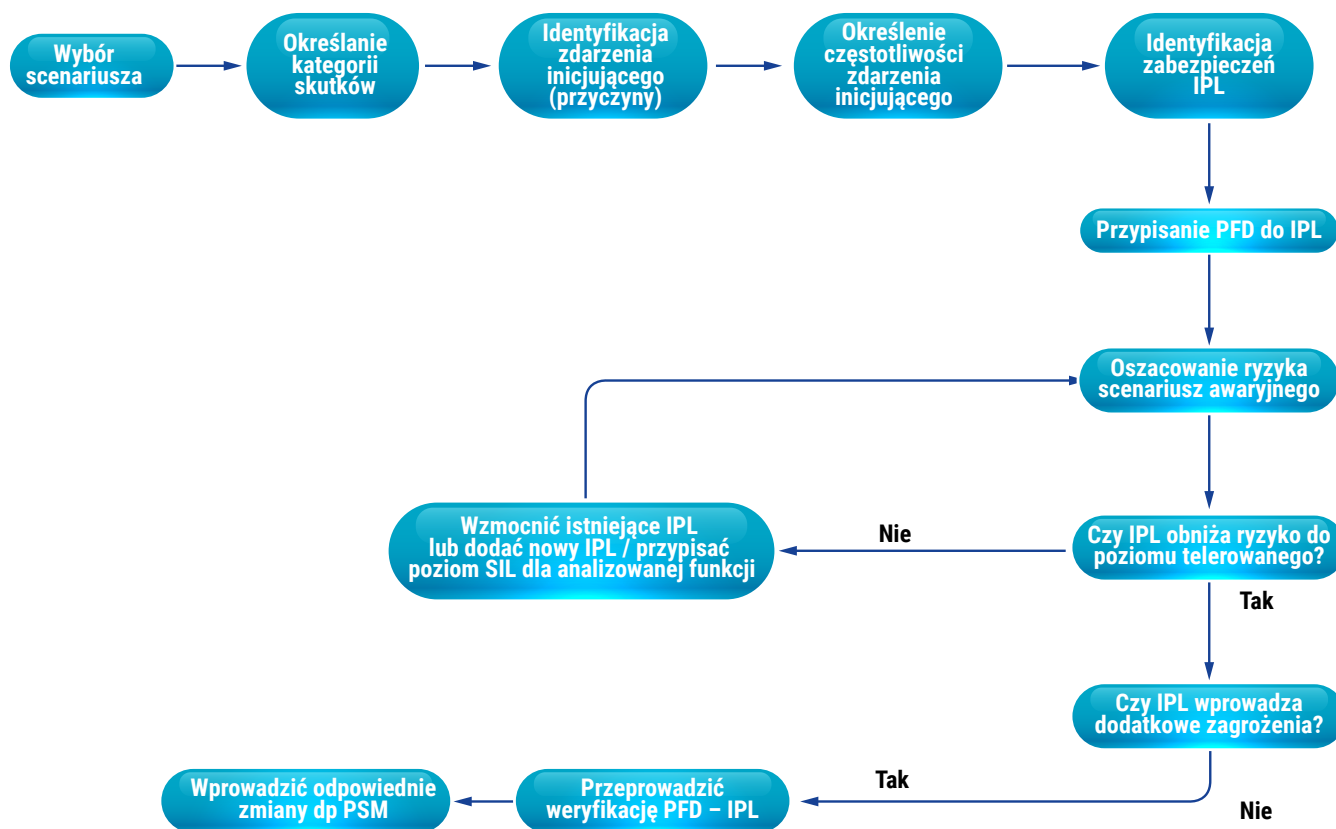 Wybór
scenariusza
Określanie
kategorii
skutków
Identyfikacja
zdarzenia
inicjującego
(przyczyny)
Określenie
częstotliwości
zdarzenia
inicjującego
Identyfikacja
zabezpieczeń
IPL
Przypisanie PFD do IPL
Oszacowanie ryzyka
scenariusz awaryjnego
Czy IPL obniża ryzyko do
poziomu telerowanego?
Nie
Wzmocnić istniejące IPL
lub dodać nowy IPL / przypisać
poziom SIL dla analizowanej funkcji
Tak
Czy IPL wprowadza
dodatkowe zagrożenia?
Tak
Nie
Przeprowadzić
weryfikację PFD – IPL
Wprowadzić odpowiednie
zmiany dp PSM